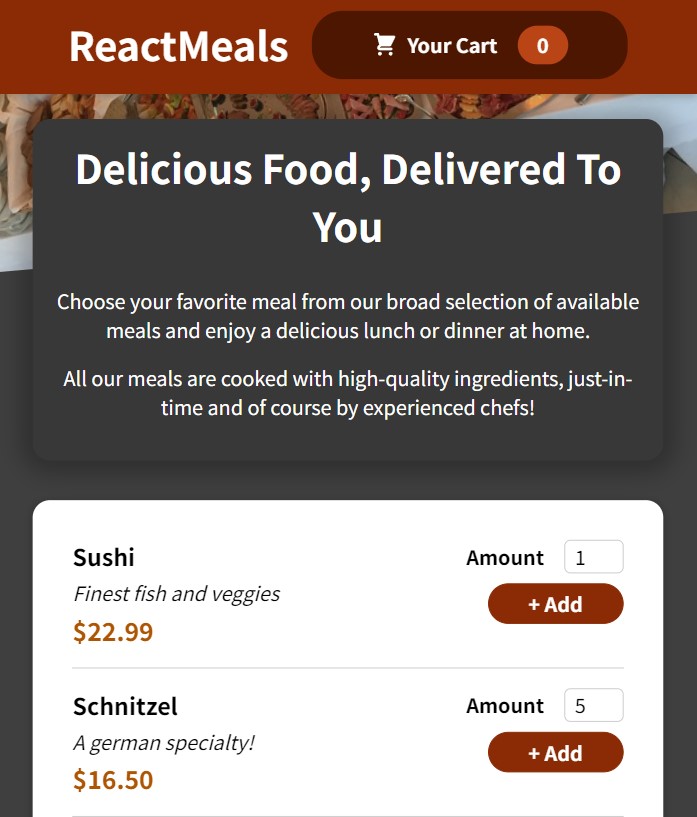 ReactMeals Your Cart 0
Delicious Food, Delivered To
You
Choose your favorite meal from our broad selection of available
meals and enjoy a delicious lunch or dinner at home.
All our meals are cooked with high-quality ingredients, just-in-
time and of course by experienced chefs!
Sushi
Finest fish and veggies
$22.99
Amount 1
+ Add
Schnitzel
A german specialty!
$16.50
Amount 5
+ Add